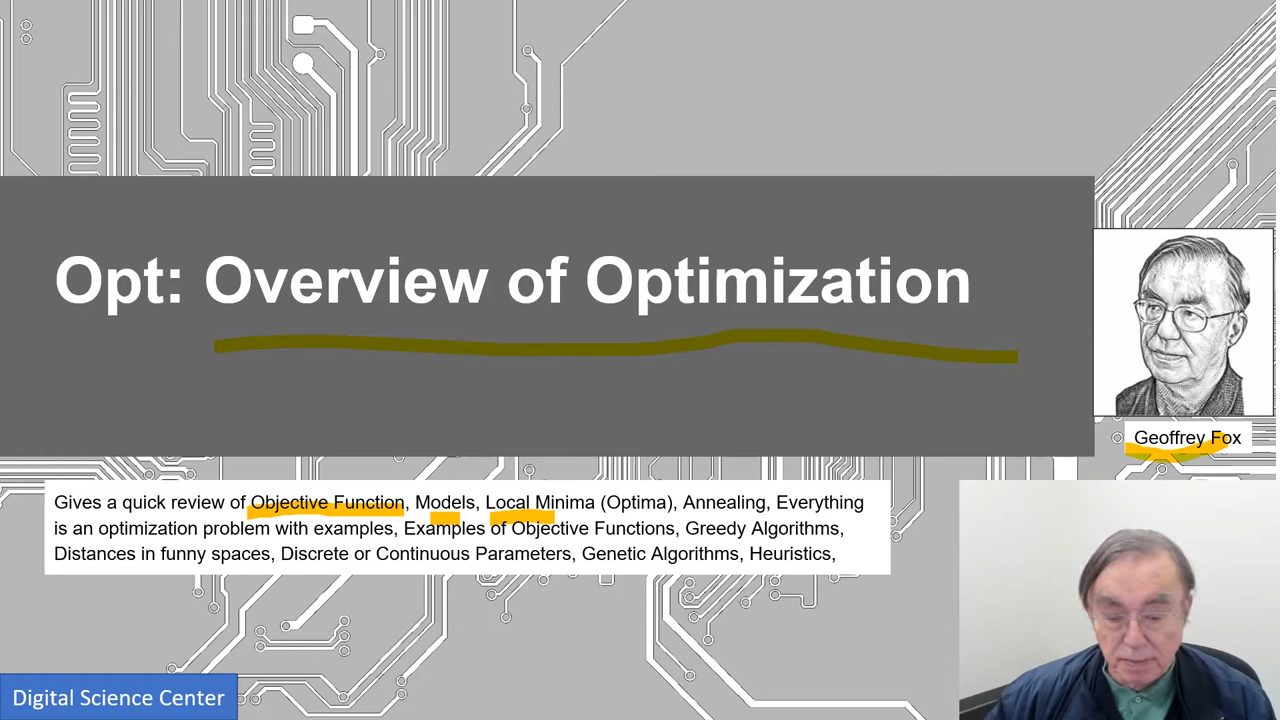 Opt: Overview of Optimization
Geoffrey Fox
Gives a quick review of Objective Function, Models, Local Minima (Optima), Annealing, Everything
is an optimization problem with examples, Examples of Objective Functions, Greedy Algorithms,
Distances in funny spaces, Discrete or Continuous Parameters, Genetic Algorithms, Heuristics,
Digital Science Center